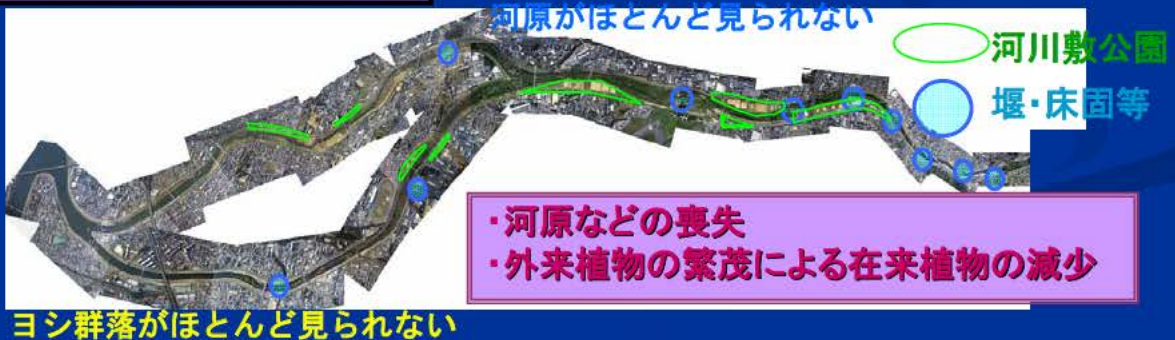 河原がほとんど見られない
河川敷公園
堰・床固等
・河原などの喪失
・外来植物の繁茂による在来植物の減少
ヨシ群落がほとんど見られない